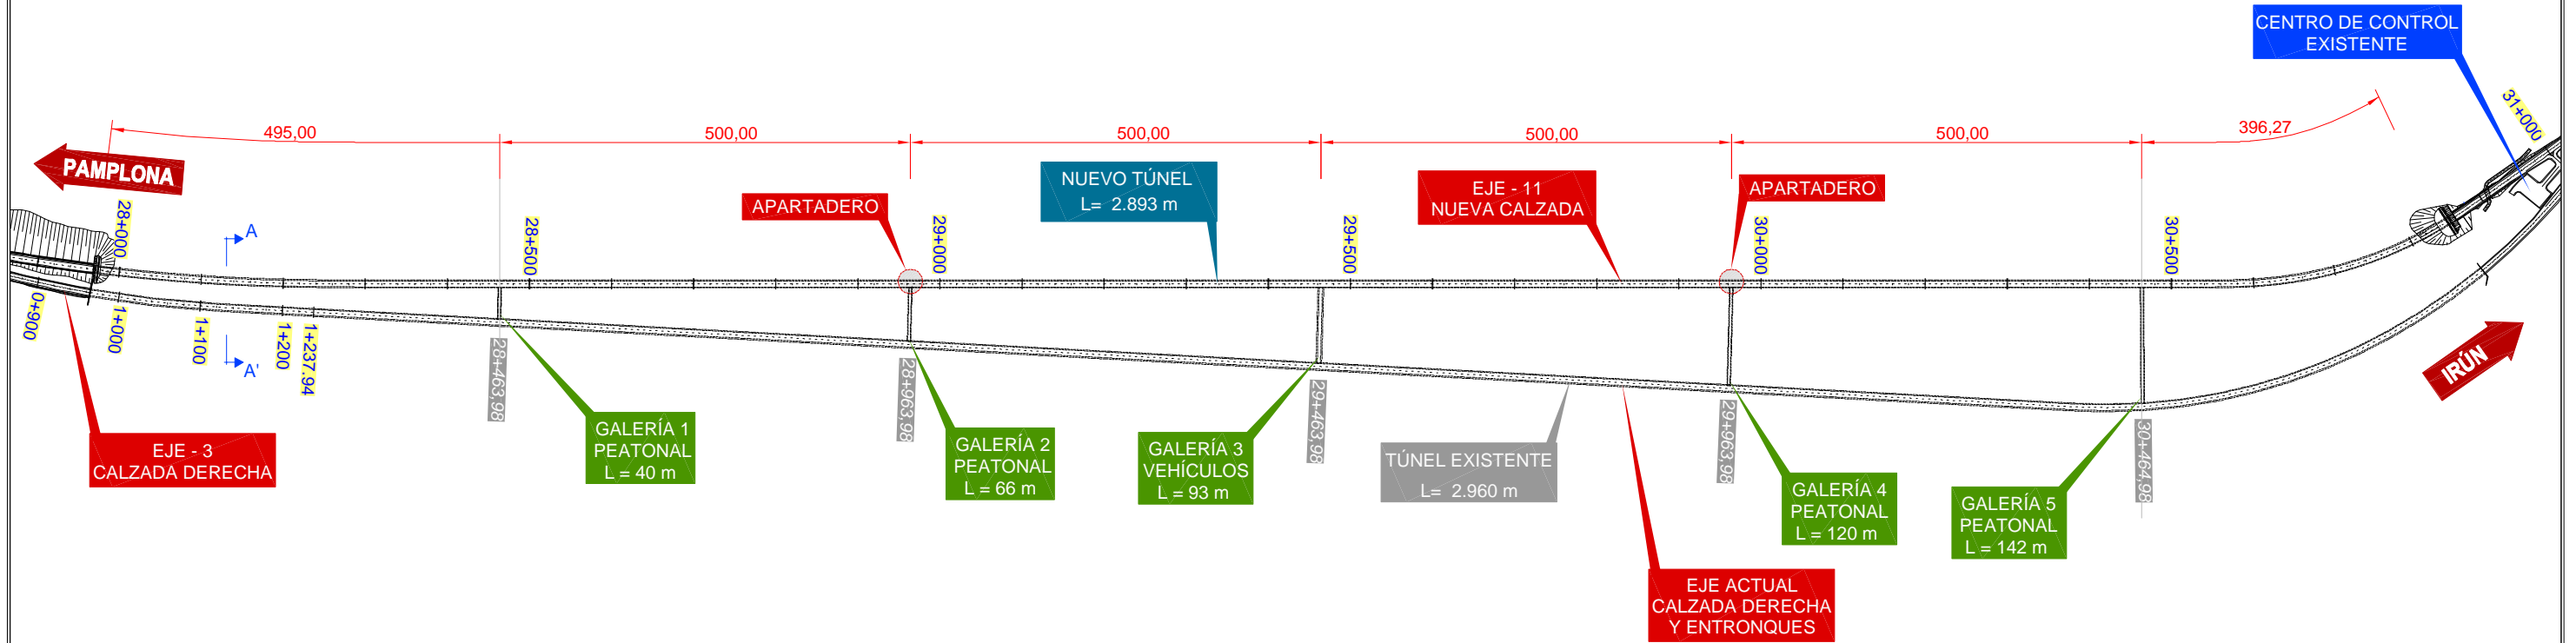 CENTRO DE CONTROL
EXISTENTE
31+000
495,00
500,00
500,00
500,00
500,00
396,27
PAMPLONA
NUEVO TÚNEL
L= 2.893 m
EJE - 11
NUEVA CALZADA
APARTADERO
APARTADERO
28+000
28+500
29+000
29+500
30+000
30+500
A
A'
0+900
1+000
1+100
1+200
1+237.94
28+463,98
28+963,98
29+463,98
29+963,98
30+464,98
IRÚN
EJE - 3
CALZADA DERECHA
GALERÍA 1
PEATONAL
L = 40 m
GALERÍA 2
PEATONAL
L = 66 m
GALERÍA 3
VEHÍCULOS
L = 93 m
TÚNEL EXISTENTE
L= 2.960 m
GALERÍA 4
PEATONAL
L = 120 m
GALERÍA 5
PEATONAL
L = 142 m
EJE ACTUAL
CALZADA DERECHA
Y ENTRONQUES